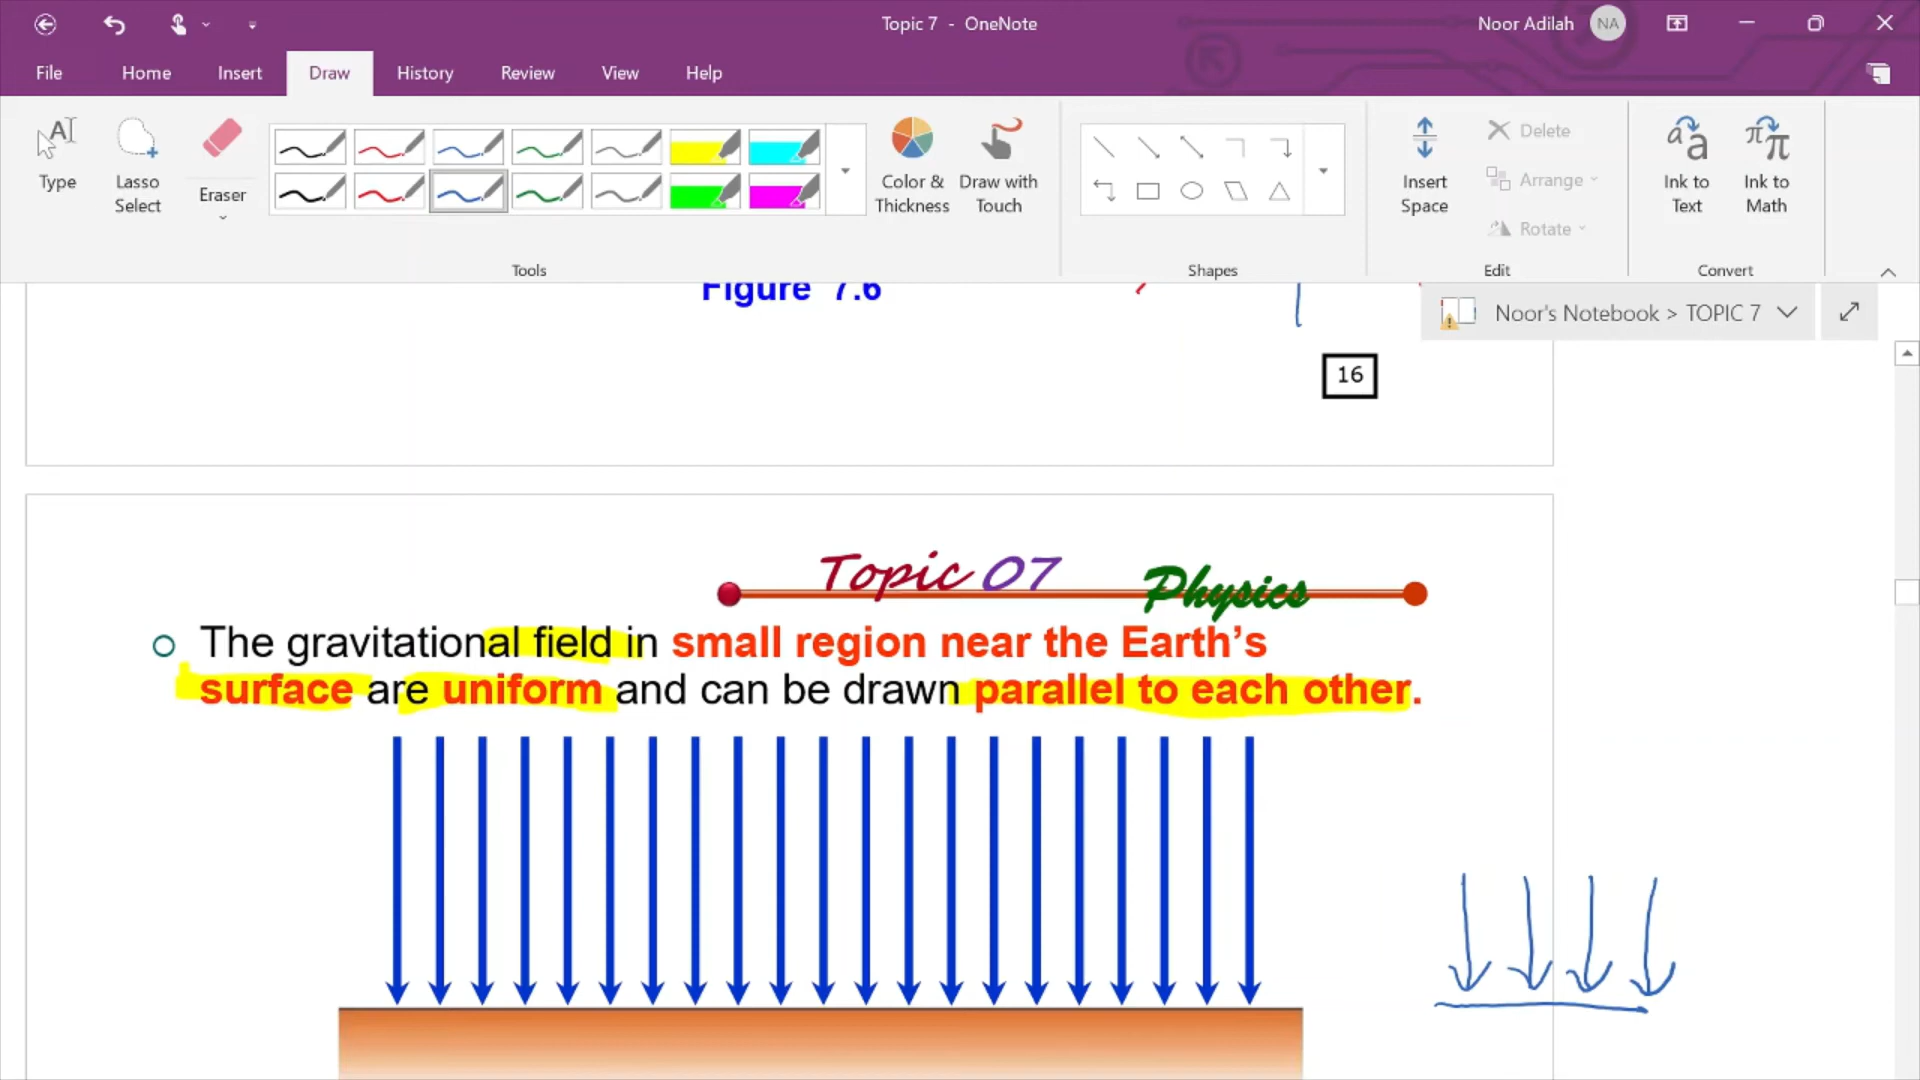 Topic 7 - OneNote
Noor Adilah
NA
File
Home
Insert
Draw
History
Review
View
Help
Type
Lasso
Select
Eraser
Color &
Thickness
Draw with
Touch
Insert
Space
Delete
Arrange
Rotate
Ink to
Text
Ink to
Math
Tools
Shapes
Edit
Convert
Figure 7.6
Noor's Notebook > TOPIC 7
16
Topic 07
Physics
The gravitational field in small region near the Earth’s
surface are uniform and can be drawn parallel to each other.